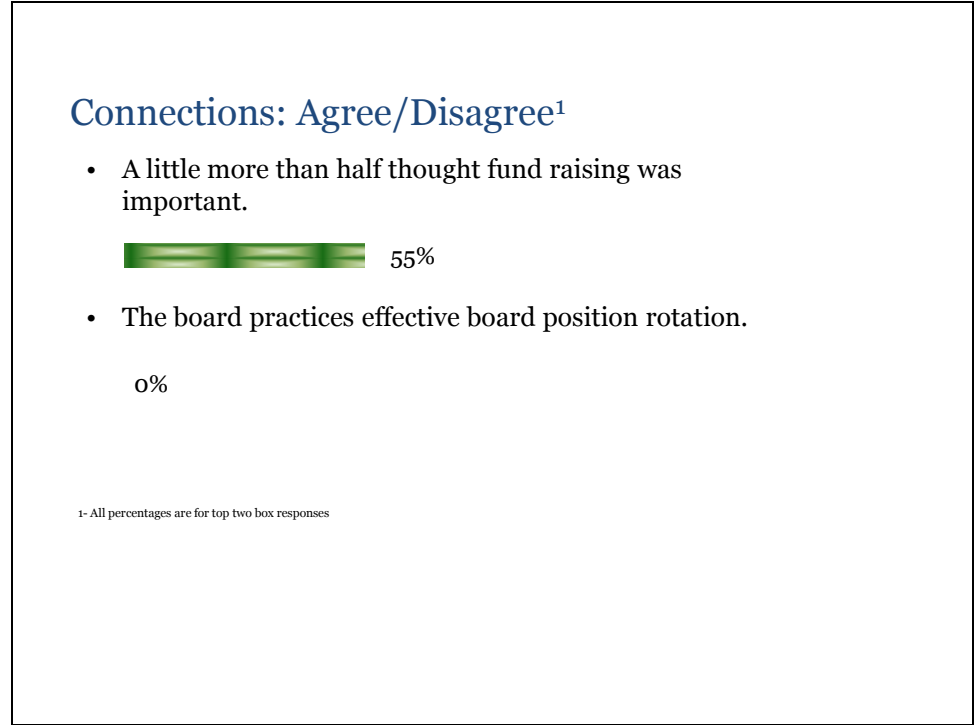 Connections: Agree/Disagree¹
• A little more than half thought fund raising was
important.
55%
• The board practices effective board position rotation.
0%
1- All percentages are for top two box responses